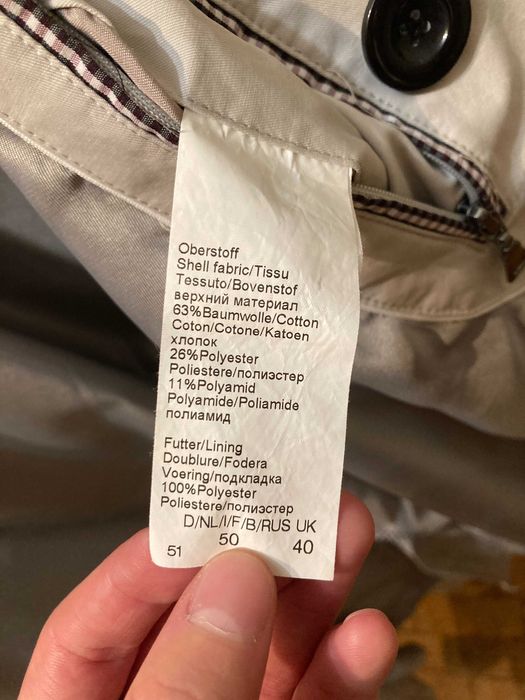 Oberstoff
Shell fabric/Tissu
Tessuto/Bovenstof
верхний материал
63%Baumwolle/Cotton
Coton/Cotone/Katoen
хлопок
26%Polyester
Poliestere/полиэстер
11%Polyamid
Polyamide/Poliamide
полиамид
Futter/Lining
Doublure/Fodera
Voering/подкладка
100%Polyester
Poliestere/полиэстер
D/NL/I/F/B/RUS UK
51 50 40